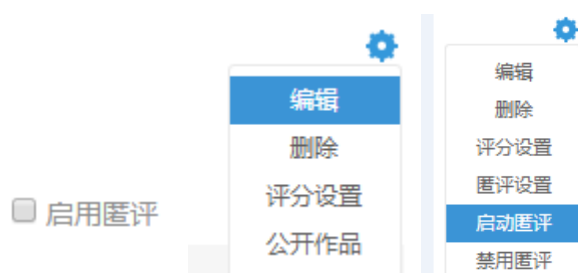 启用匿评
编辑
删除
评分设置
公开作品
编辑
删除
评分设置
匿评设置
启动匿评
禁用匿评